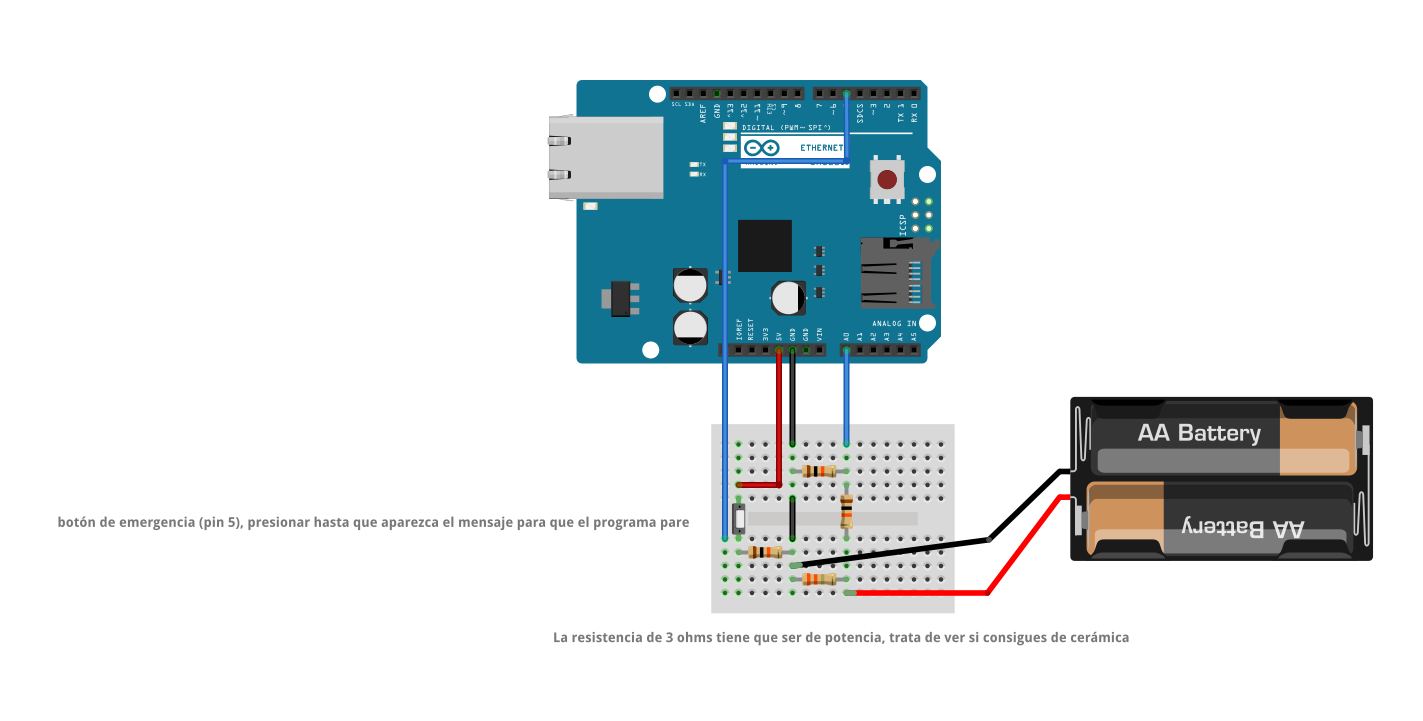 SCL SDA
AREF
GND
~13
~12
~11
~9
8
7
~6
SDCS
~3
2
TX 1
RX 0
DIGITAL (PWM~ SPI^)
ETHERNET
TX
RX
ICSP
ANALOG IN
IOREF
RESET
3V3
5V
GND
GND
VIN
A0
A1
A2
A3
A4
A5
AA Battery
AA Battery
botón de emergencia (pin 5), presionar hasta que aparezca el mensaje para que el programa pare
La resistencia de 3 ohms tiene que ser de potencia, trata de ver si consigues de cerámica